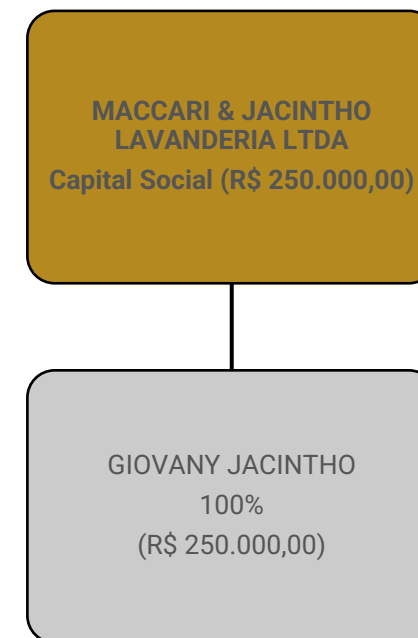 MACCARI & JACINTHO
LAVANDERIA LTDA
Capital Social (R$ 250.000,00)
GIOVANY JACINTHO
100%
(R$ 250.000,00)